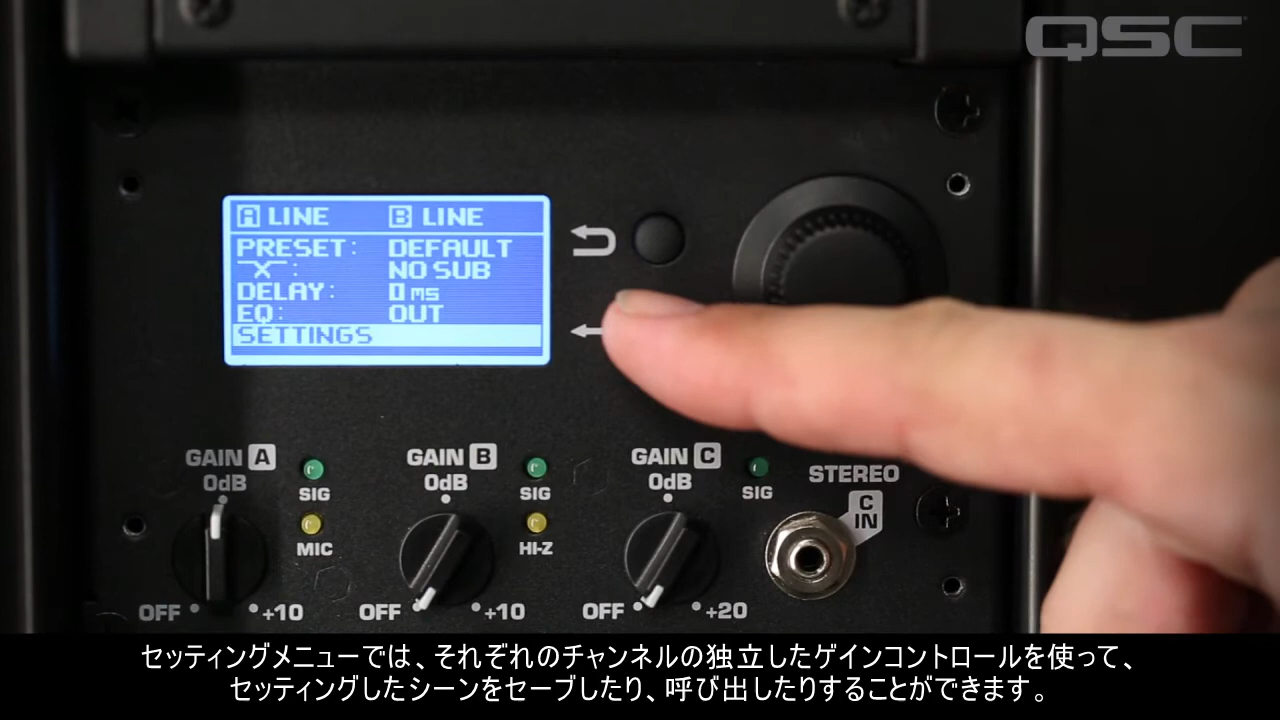 QSC
A LINE B LINE
PRESET: DEFAULT
X: NO SUB
DELAY: 0 ms
EQ: OUT
SETTINGS
GAIN A GAIN B GAIN C
0dB 0dB 0dB
SIG SIG SIG
STEREO
C
IN
MIC HI-Z
OFF +10 OFF +10 OFF +20
セッティングメニューでは、それぞれのチャンネルの独立したゲインコントロールを使って、
セッティングしたシーンをセーブしたり、呼び出したりすることができます。